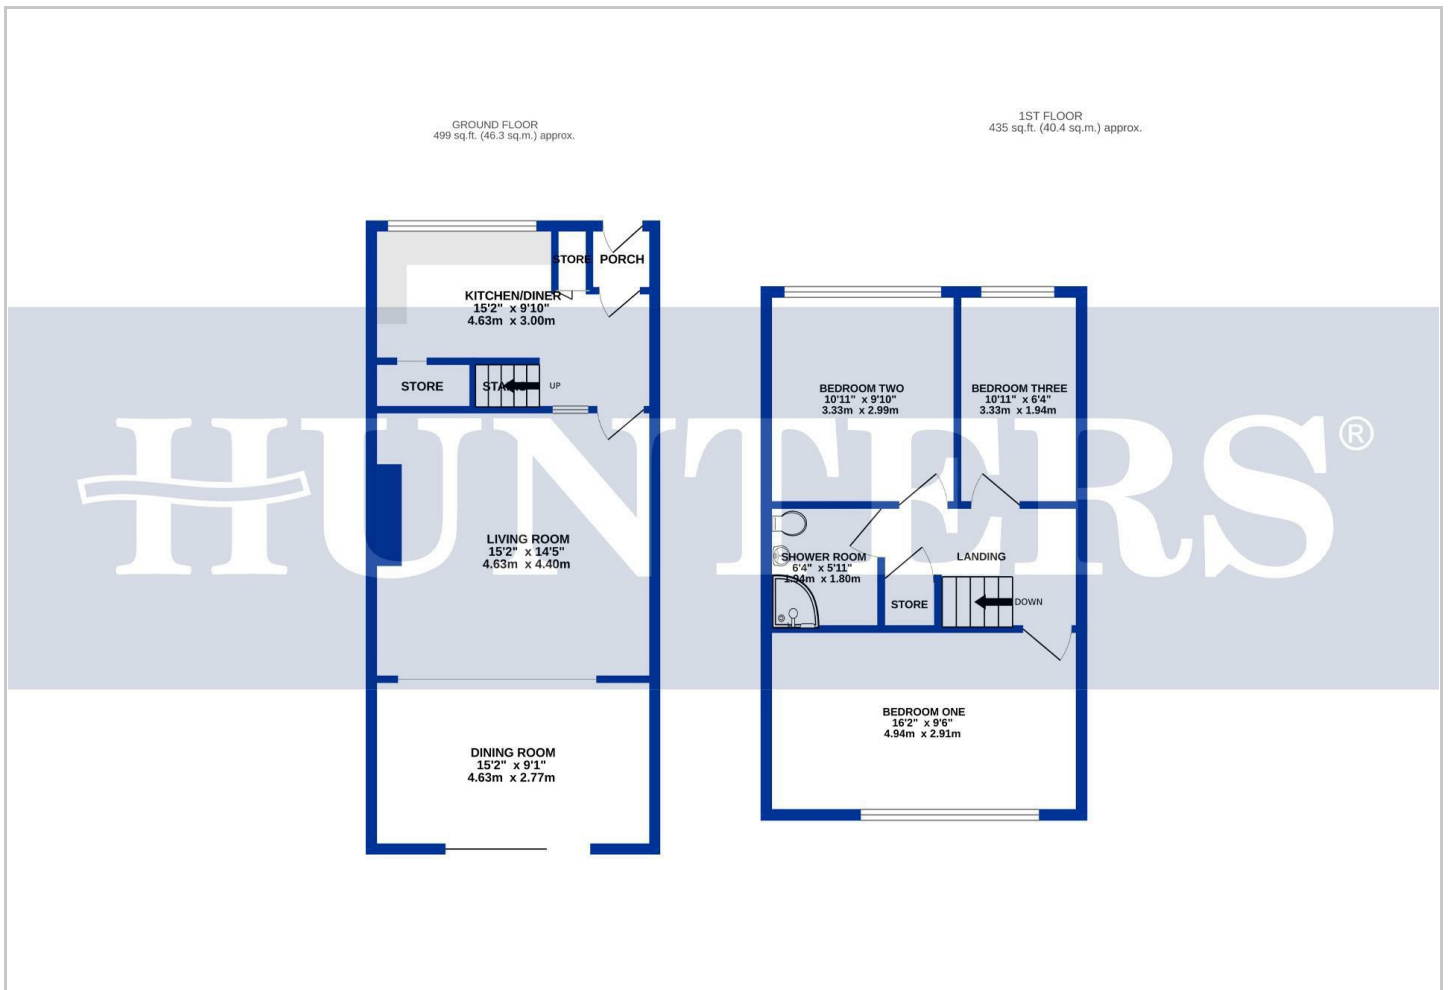 GROUND FLOOR
499 sq.ft. (46.3 sq.m.) approx.
1ST FLOOR
435 sq.ft. (40.4 sq.m.) approx.
STORE
PORCH
KITCHEN/DINER
15'2" x 9'10"
4.63m x 3.00m
STORE
STAIRS
UP
LIVING ROOM
15'2" x 14'5"
4.63m x 4.40m
DINING ROOM
15'2" x 9'1"
4.63m x 2.77m
BEDROOM TWO
10'11" x 9'10"
3.33m x 2.99m
BEDROOM THREE
10'11" x 6'4"
3.33m x 1.94m
SHOWER ROOM
6'4" x 5'11"
1.94m x 1.80m
LANDING
STORE
DOWN
BEDROOM ONE
16'2" x 9'6"
4.94m x 2.91m
HUNTERS®